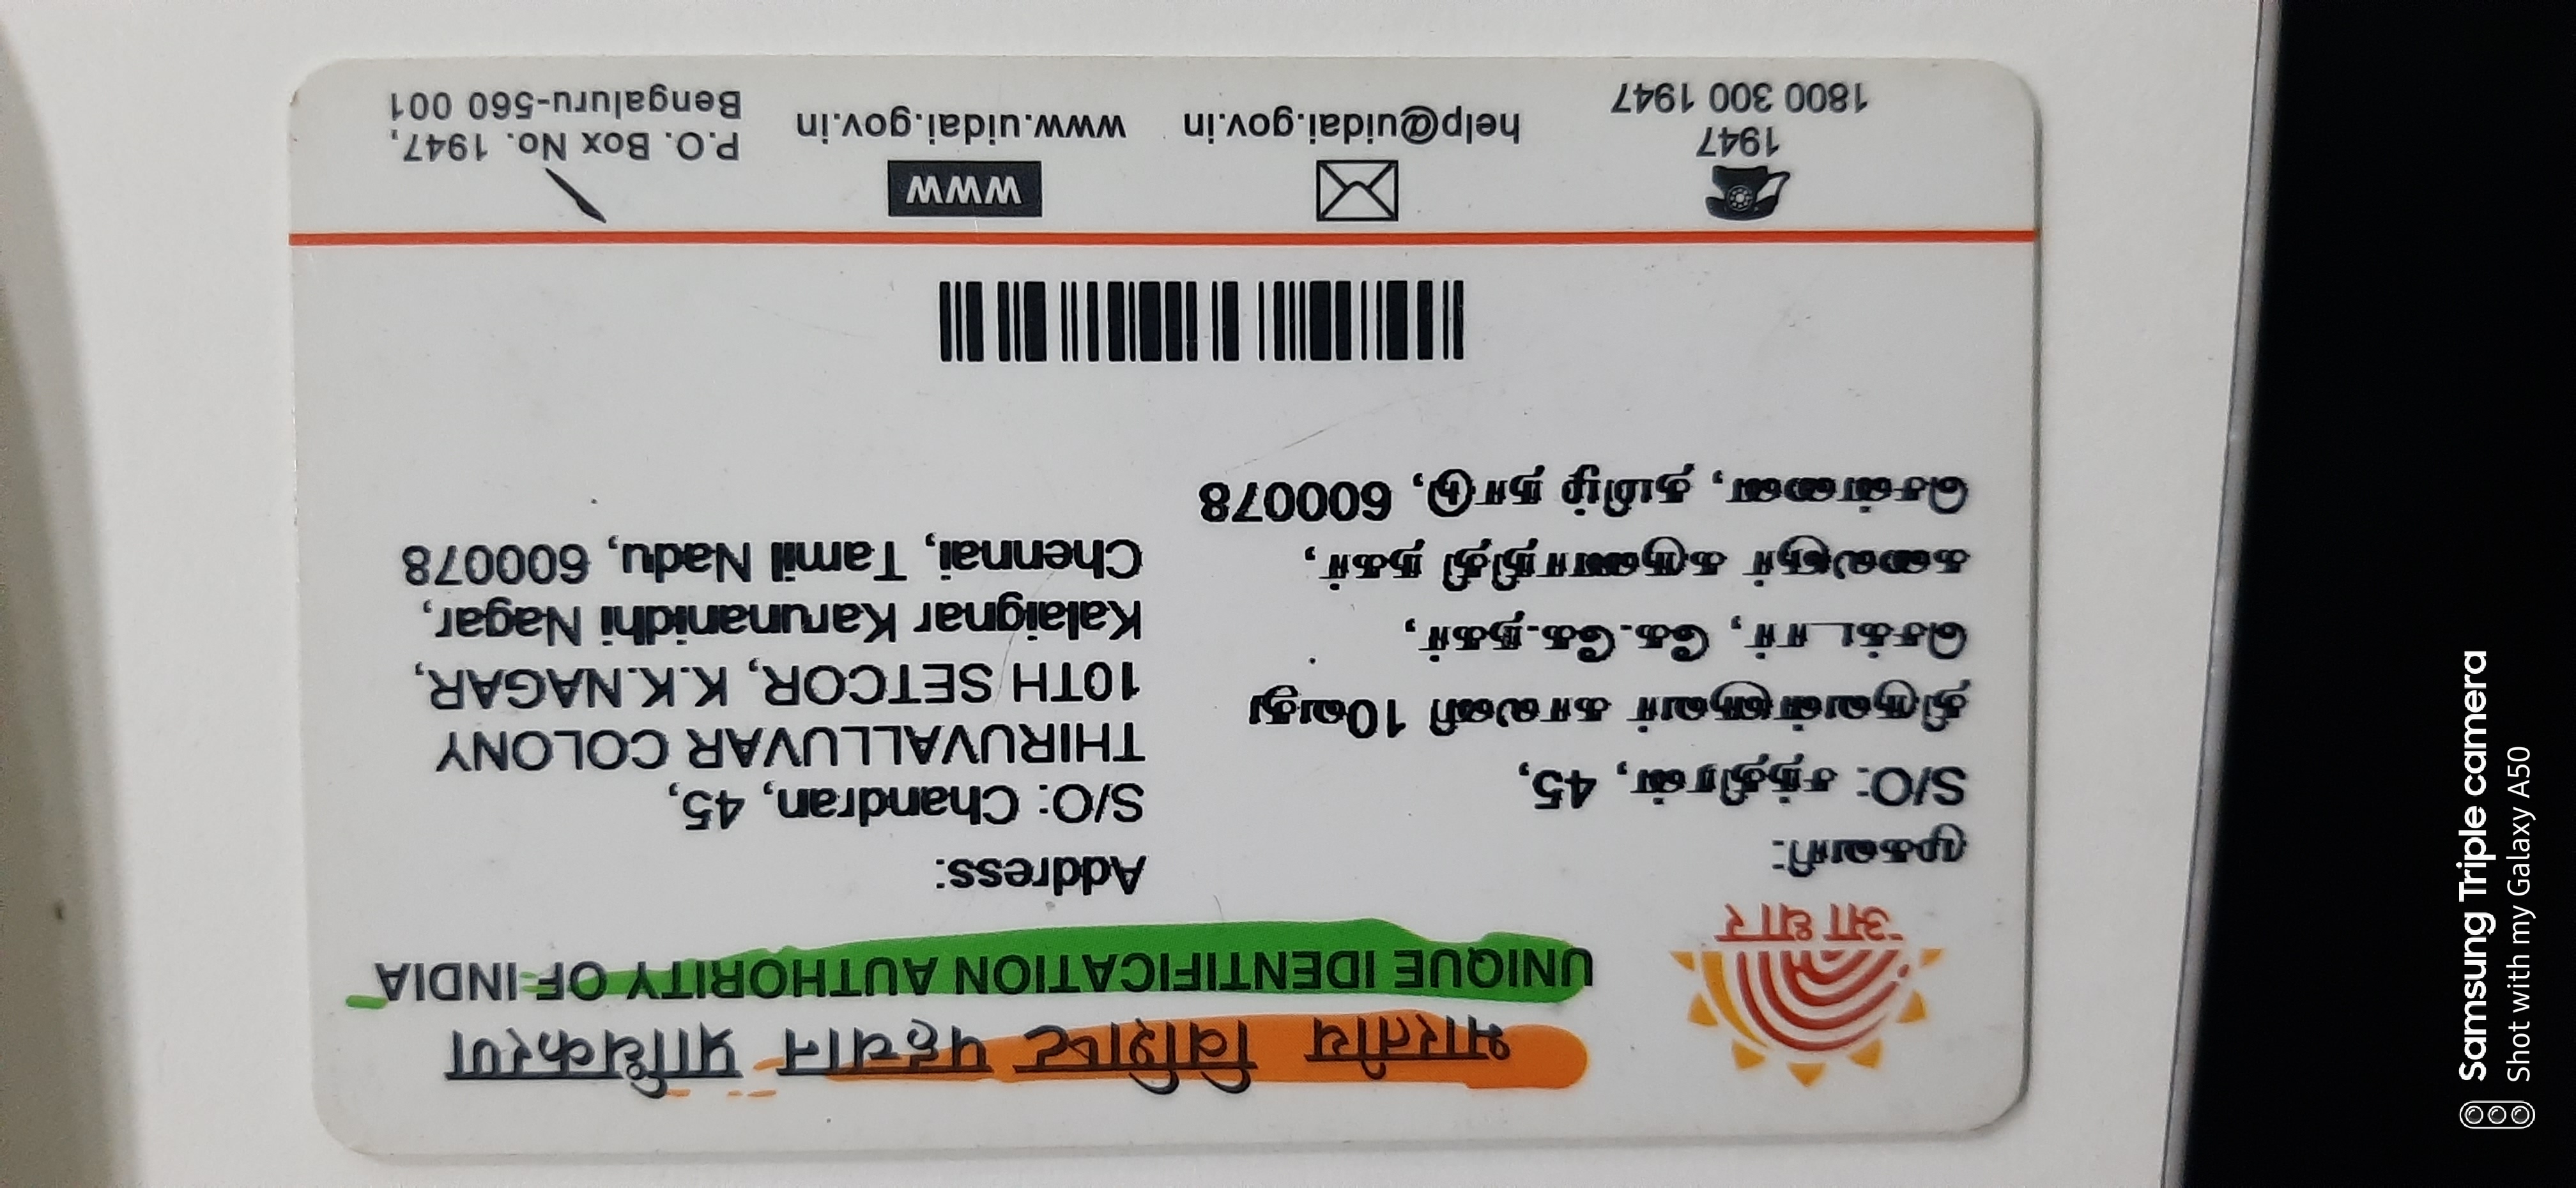 भारतीय विशिष्ट पहचान प्राधिकरण
UNIQUE IDENTIFICATION AUTHORITY OF INDIA
आधार
முகவரி:
S/O: சந்திரன், 45,
திருவள்ளுவர் காலனி 10வது
செக்டார், கே.கே.நகர்,
கலைஞர் கருணாநிதி நகர்,
சென்னை, தமிழ் நாடு, 600078
Address:
S/O: Chandran, 45,
THIRUVALLUVAR COLONY
10TH SETCOR, K.K.NAGAR,
Kalaignar Karunanidhi Nagar,
Chennai, Tamil Nadu, 600078
1947
1800 300 1947
help@uidai.gov.in
WWW
www.uidai.gov.in
P.O. Box No. 1947,
Bengaluru-560 001
Samsung Triple camera
Shot with my Galaxy A50